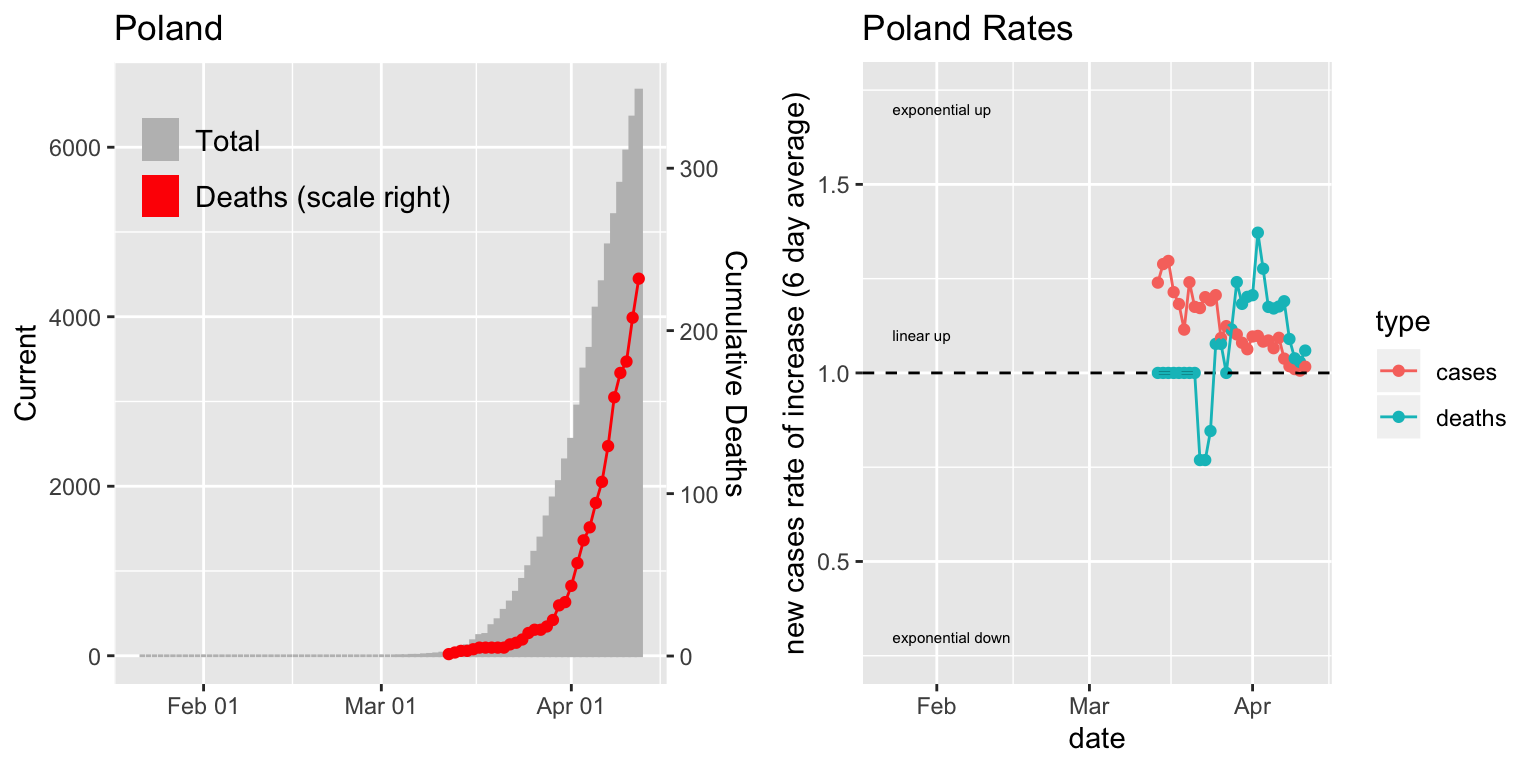 Poland
Total
Deaths (scale right)
6000
4000
2000
0
300
200
100
0
Current
Cumulative Deaths
Feb 01
Mar 01
Apr 01
Poland Rates
exponential up
linear up
exponential down
1.5
1.0
0.5
new cases rate of increase (6 day average)
Feb
Mar
Apr
date
type
cases
deaths